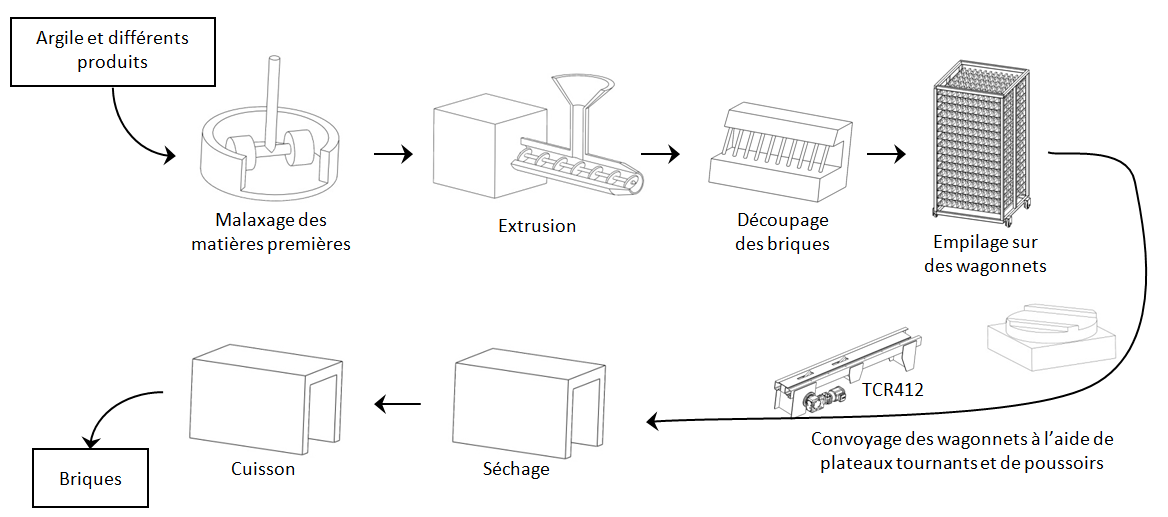 Argile et différents
produits
Malaxage des
matières premières
Extrusion
Découpage
des briques
Empilage sur
des wagonnets
TCR412
Convoyage des wagonnets à l'aide de
plateaux tournants et de poussoirs
Séchage
Cuisson
Briques